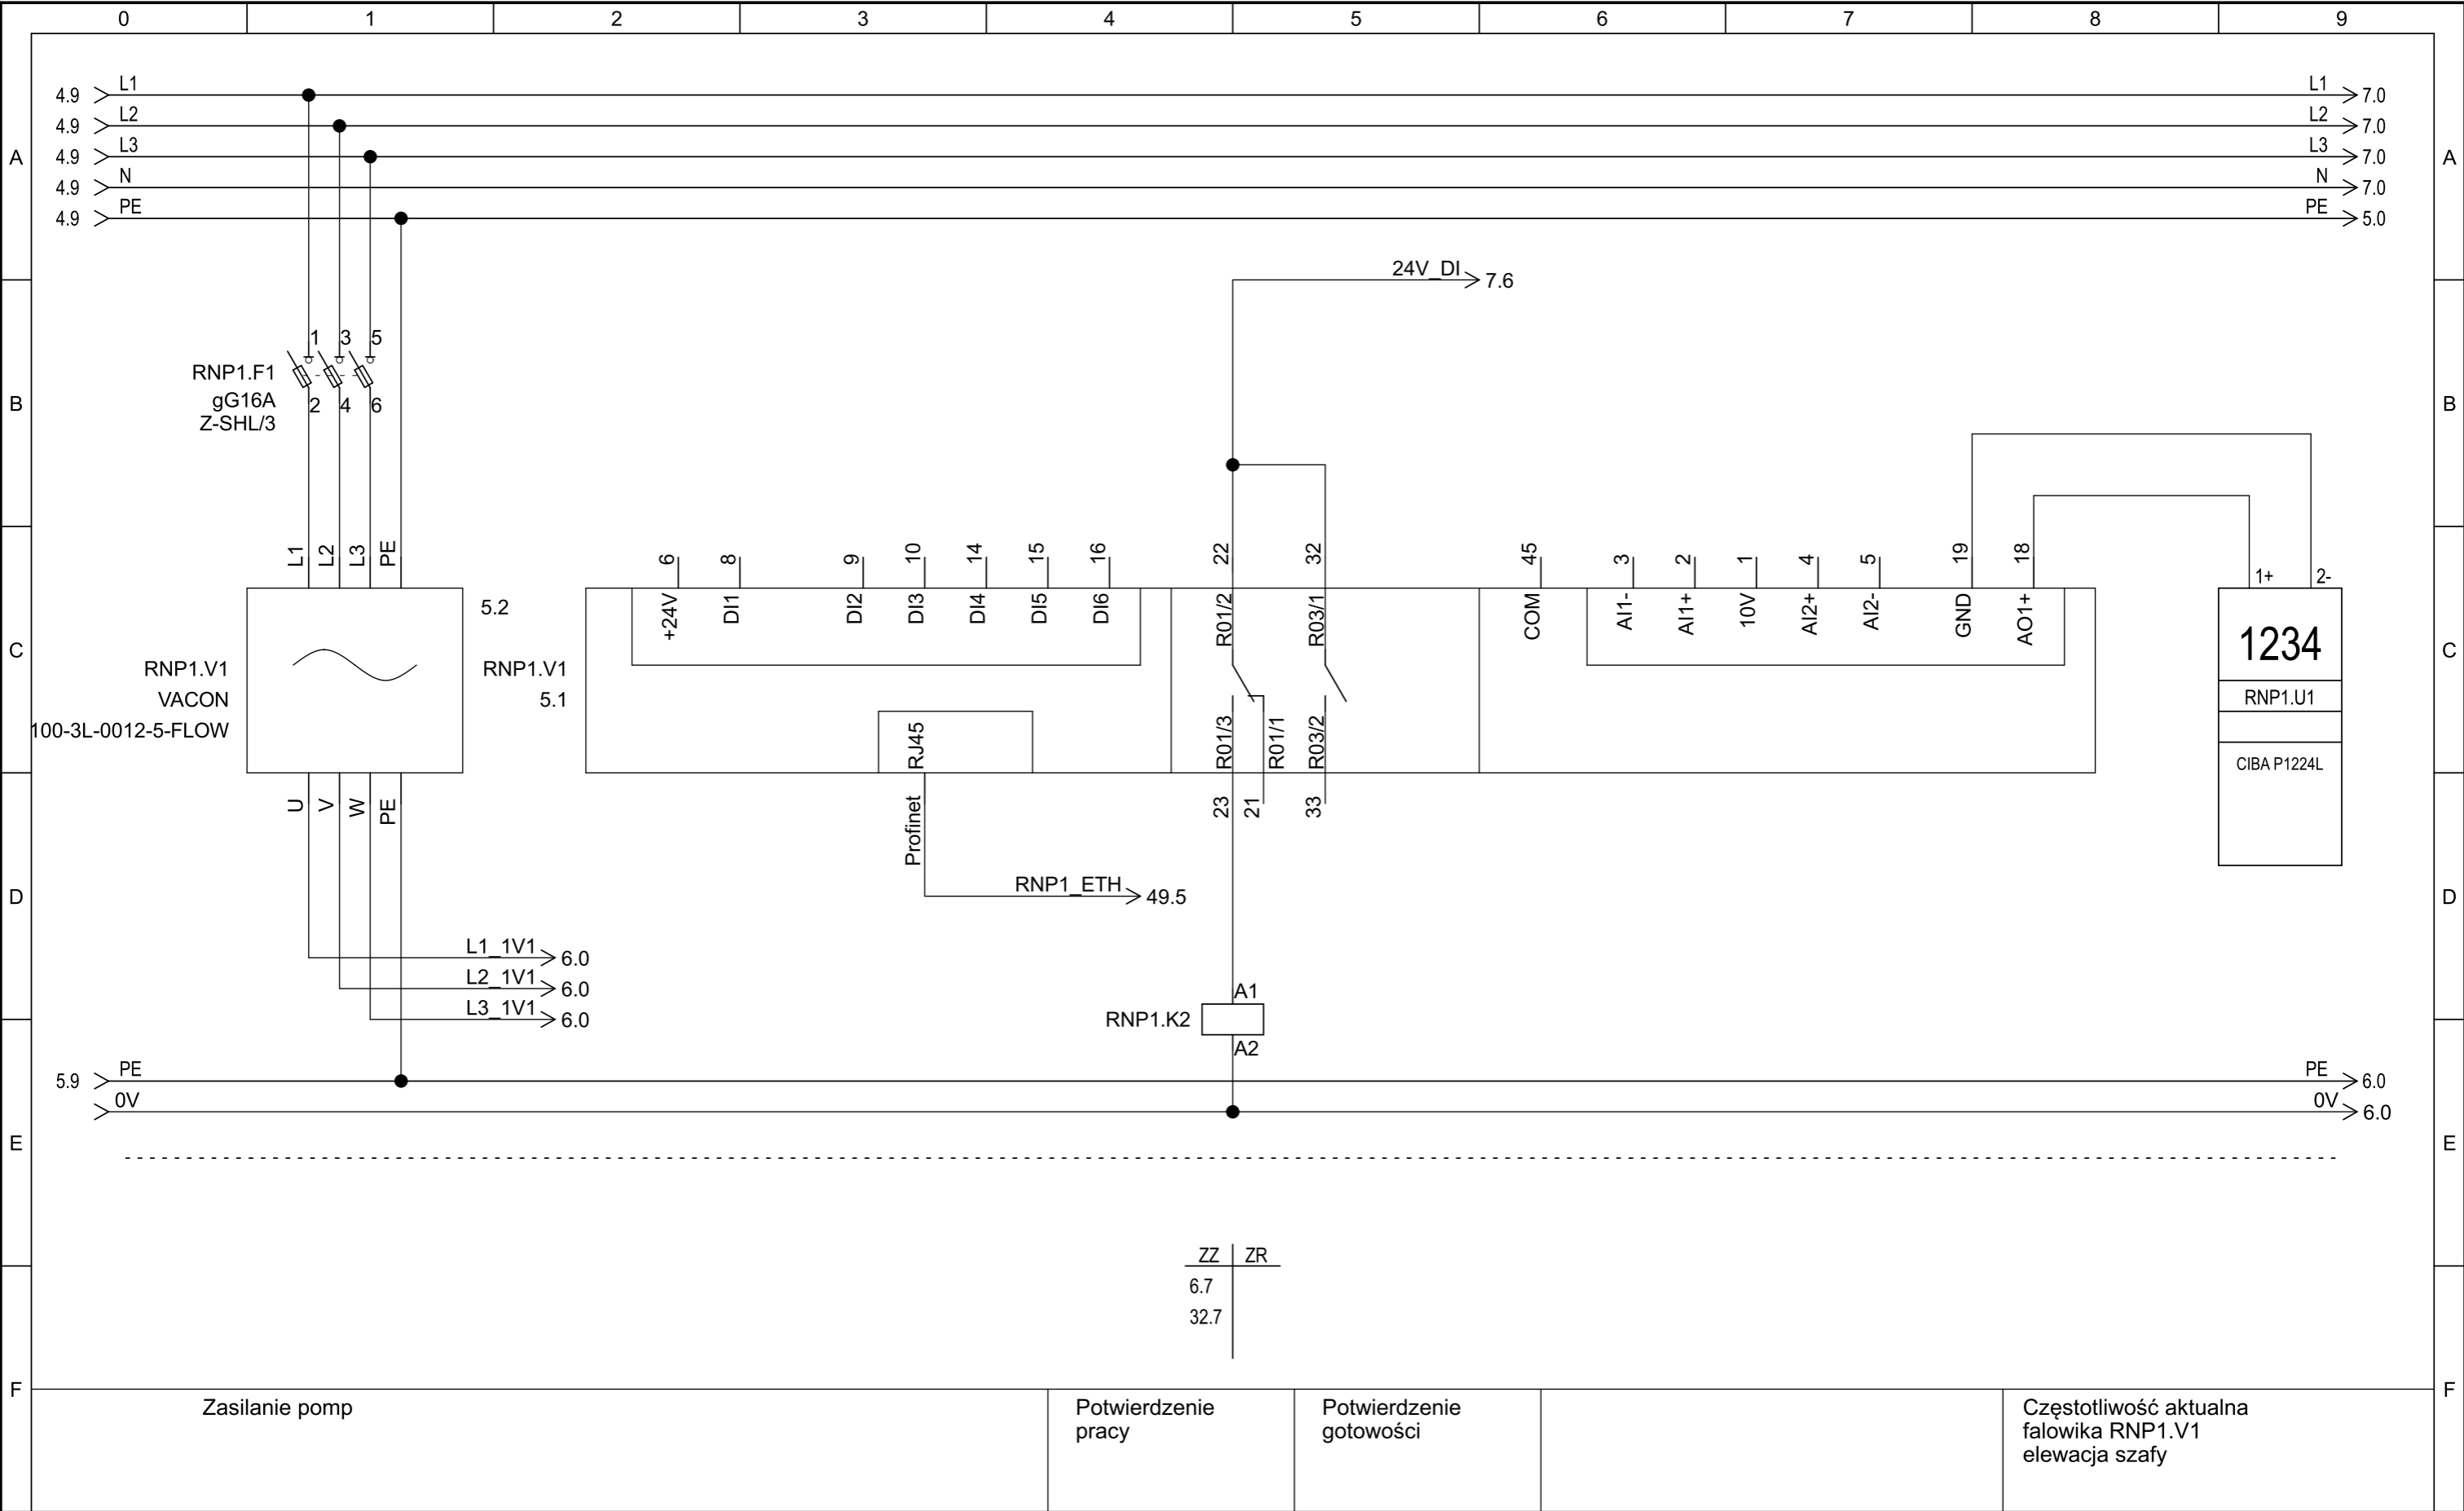 0 1 2 3 4 5 6 7 8 9
4.9 L1 L1 7.0
4.9 L2 L2 7.0
A 4.9 L3 L3 7.0 A
4.9 N N 7.0
4.9 PE PE 5.0
24V_DI 7.6
1 3 5
RNP1.F1
gG16A
Z-SHL/3
2 4 6
B B
L1 L2 L3 PE
6 8 9 10 14 15 16 22 32 45 3 2 1 4 5 19 18
1+ 2-
5.2
+24V DI1 DI2 DI3 DI4 DI5 DI6 R01/2 R03/1 COM AI1- AI1+ 10V AI2+ AI2- GND AO1+
1234
C C
RNP1.V1
VACON
100-3L-0012-5-FLOW
RNP1.V1
5.1
RNP1.U1
CIBA P1224L
RJ45 R01/3 R01/1 R03/2
U V W PE
Profinet
23 21 33
RNP1_ETH 49.5
D D
L1_1V1 6.0
L2_1V1 6.0
L3_1V1 6.0
A1
RNP1.K2
A2
5.9 PE PE 6.0
0V 0V 6.0
E E
ZZ ZR
6.7
32.7
F F
Zasilanie pomp
Potwierdzenie
pracy
Potwierdzenie
gotowości
Częstotliwość aktualna
falowika RNP1.V1
elewacja szafy